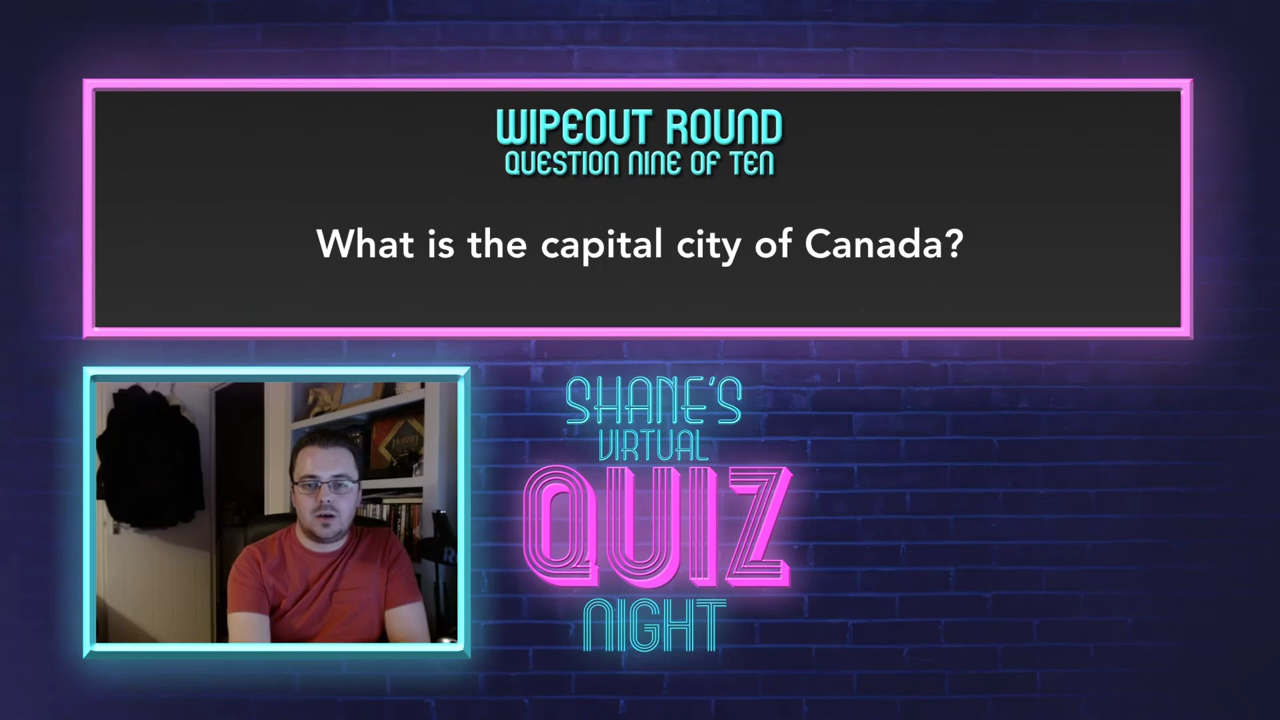 WIPEOUT ROUND
QUESTION NINE OF TEN
What is the capital city of Canada?
SHANE'S
VIRTUAL
QUIZ
NIGHT